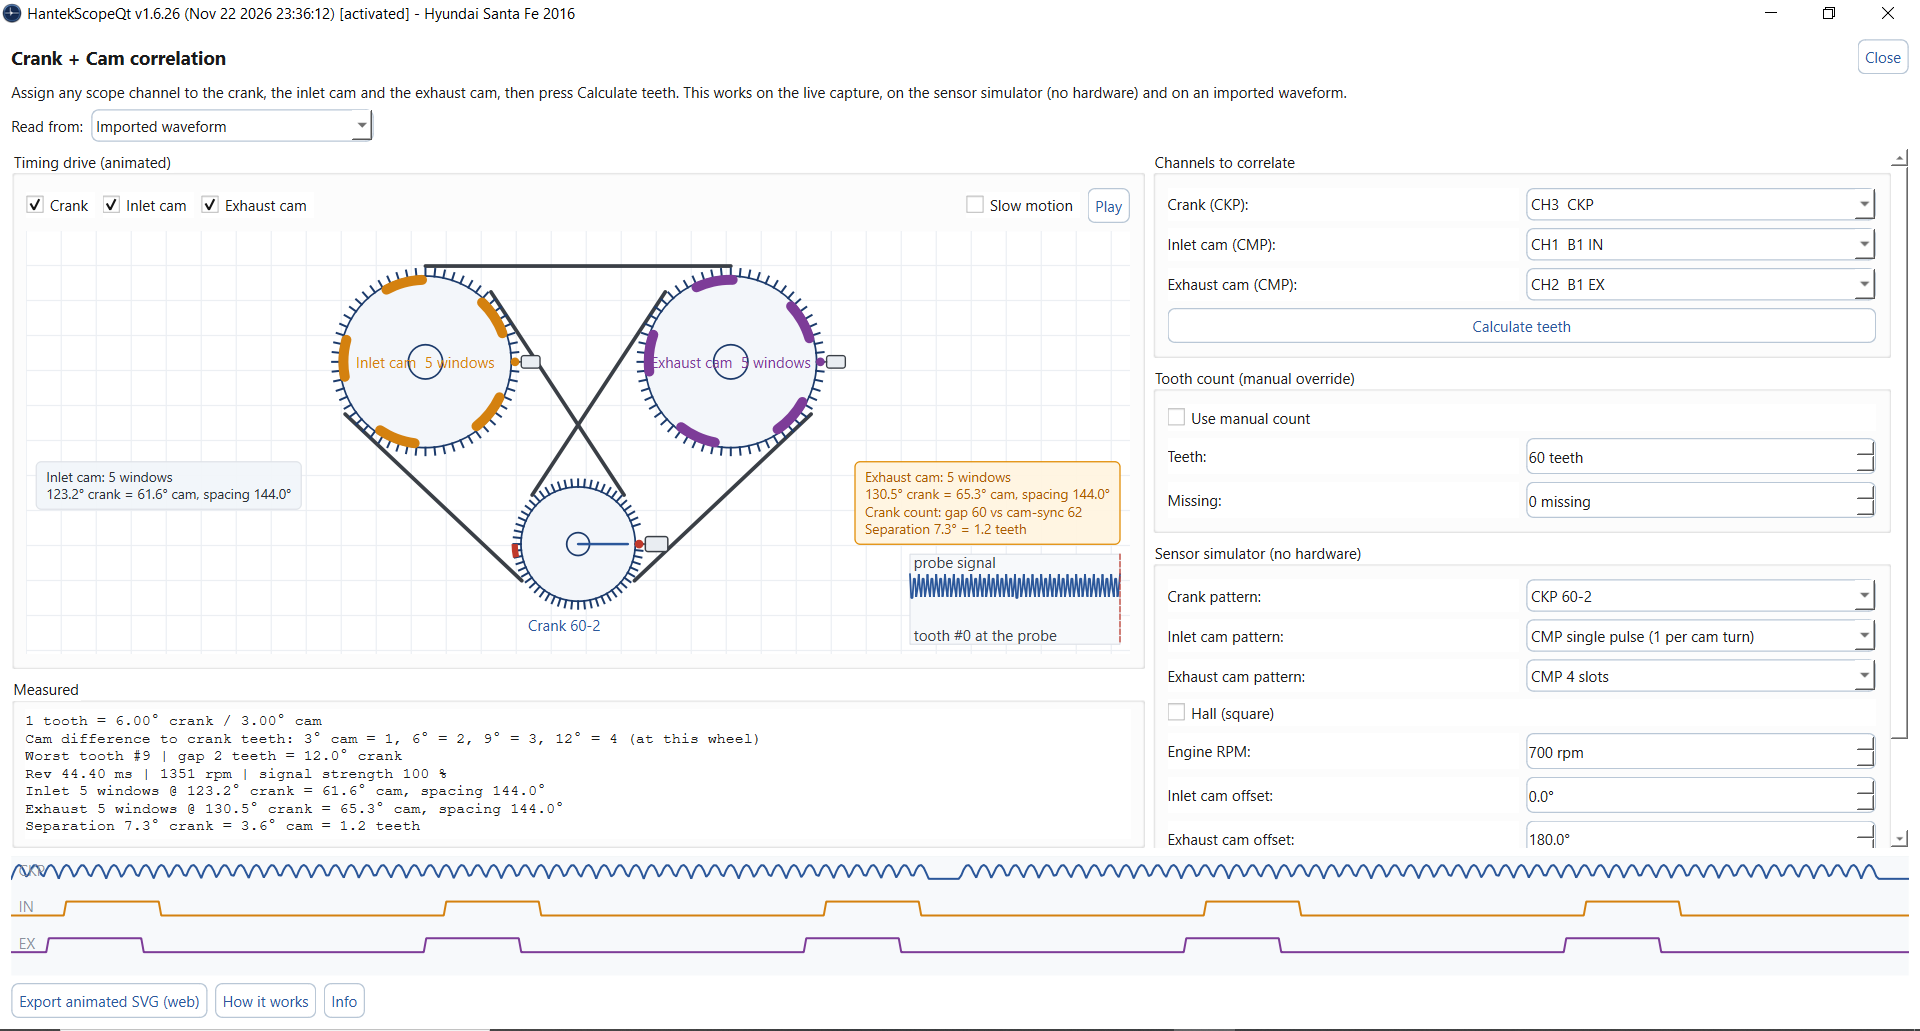 HantekScopeQt v1.6.26 (Nov 22 2026 23:36:12) [activated] - Hyundai Santa Fe 2016
Crank + Cam correlation
Close
Assign any scope channel to the crank, the inlet cam and the exhaust cam, then press Calculate teeth. This works on the live capture, on the sensor simulator (no hardware) and on an imported waveform.
Read from: Imported waveform
Timing drive (animated)
Crank Inlet cam Exhaust cam
Slow motion Play
Inlet cam 5 windows
Exhaust cam 5 windows
Inlet cam: 5 windows
123.2° crank = 61.6° cam, spacing 144.0°
Exhaust cam: 5 windows
130.5° crank = 65.3° cam, spacing 144.0°
Crank count: gap 60 vs cam-sync 62
Separation 7.3° = 1.2 teeth
probe signal
tooth #0 at the probe
Crank 60-2
Measured
1 tooth = 6.00° crank / 3.00° cam
Cam difference to crank teeth: 3° cam = 1, 6° = 2, 9° = 3, 12° = 4 (at this wheel)
Worst tooth #9 | gap 2 teeth = 12.0° crank
Rev 44.40 ms | 1351 rpm | signal strength 100 %
Inlet 5 windows @ 123.2° crank = 61.6° cam, spacing 144.0°
Exhaust 5 windows @ 130.5° crank = 65.3° cam, spacing 144.0°
Separation 7.3° crank = 3.6° cam = 1.2 teeth
Channels to correlate
Crank (CKP): CH3 CKP
Inlet cam (CMP): CH1 B1 IN
Exhaust cam (CMP): CH2 B1 EX
Calculate teeth
Tooth count (manual override)
Use manual count
Teeth: 60 teeth
Missing: 0 missing
Sensor simulator (no hardware)
Crank pattern: CKP 60-2
Inlet cam pattern: CMP single pulse (1 per cam turn)
Exhaust cam pattern: CMP 4 slots
Hall (square)
Engine RPM: 700 rpm
Inlet cam offset: 0.0°
Exhaust cam offset: 180.0°
CKP
IN
EX
Export animated SVG (web) How it works Info